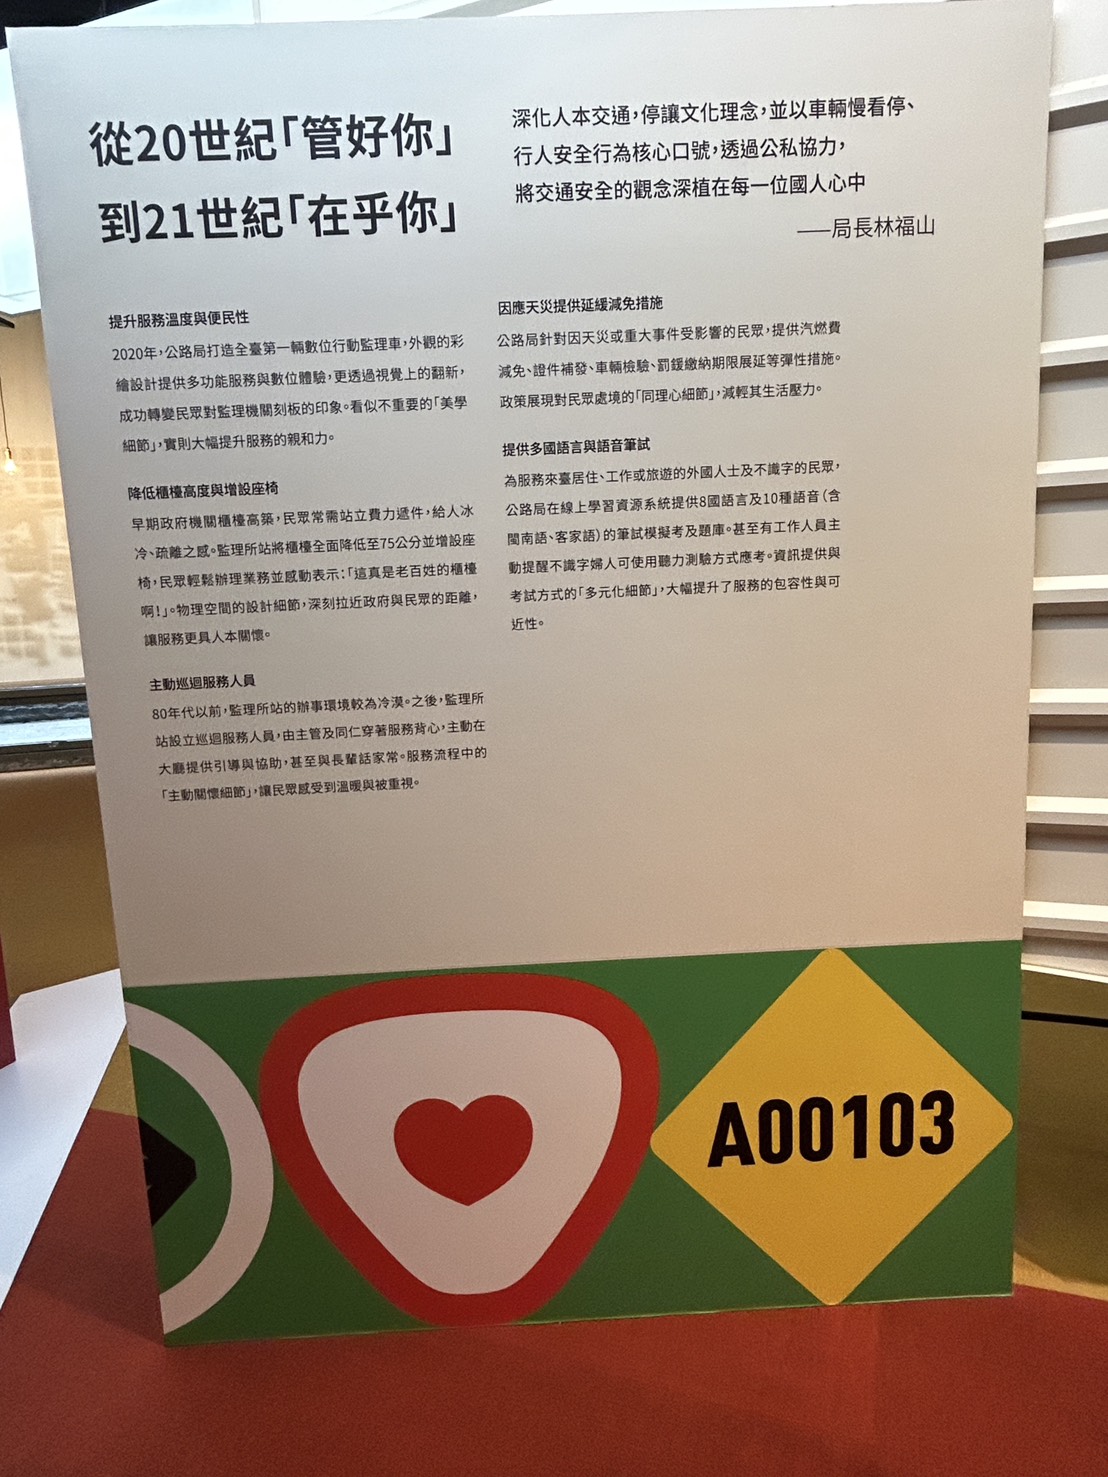 從20世紀「管好你」
到21世紀「在乎你」
深化人本交通,停讓文化理念,並以車輛慢看停、
行人安全行為核心口號,透過公私協力,
將交通安全的觀念深植在每一位國人心中
——局長林福山
提升服務溫度與便民性
2020年,公路局打造全臺第一輛數位行動監理車,外觀的彩
繪設計提供多功能服務與數位體驗,更透過視覺上的翻新,
成功轉變民眾對監理機關刻板的印象。看似不重要的「美學
細節」,實則大幅提升服務的親和力。
降低櫃檯高度與增設座椅
早期政府機關櫃檯高築,民眾常需站立費力遞件,給人冰
冷、疏離之感。監理所站將櫃檯全面降低至75公分並增設座
椅,民眾輕鬆辦理業務並感動表示:「這真是老百姓的櫃檯
啊!」。物理空間的設計細節,深刻拉近政府與民眾的距離,
讓服務更具人本關懷。
主動巡迴服務人員
80年代以前,監理所站的辦事環境較為冷漠。之後,監理所
站設立巡迴服務人員,由主管及同仁穿著服務背心,主動在
大廳提供引導與協助,甚至與長輩話家常。服務流程中的
「主動關懷細節」,讓民眾感受到溫暖與被重視。
因應天災提供延緩減免措施
公路局針對因天災或重大事件受影響的民眾,提供汽燃費
減免、證件補發、車輛檢驗、罰鍰繳納期限展延等彈性措施。
政策展現對民眾處境的「同理心細節」,減輕其生活壓力。
提供多國語言與語音筆試
為服務來臺居住、工作或旅遊的外國人士及不識字的民眾,
公路局在線上學習資源系統提供8國語言及10種語音(含
閩南語、客家語)的筆試模擬考及題庫。甚至有工作人員主
動提醒不識字婦人可使用聽力測驗方式應考。資訊提供與
考試方式的「多元化細節」,大幅提升了服務的包容性與可
近性。
A00103